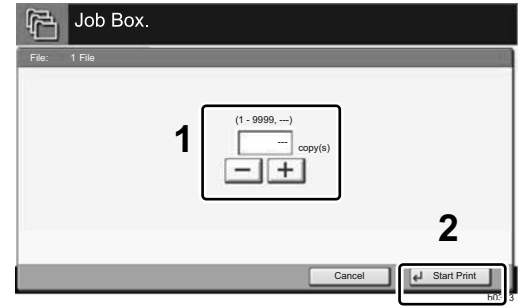 Job Box.
File: 1 File
1
(1 - 9999, ---)
--- copy(s)
2
Cancel
Start Print